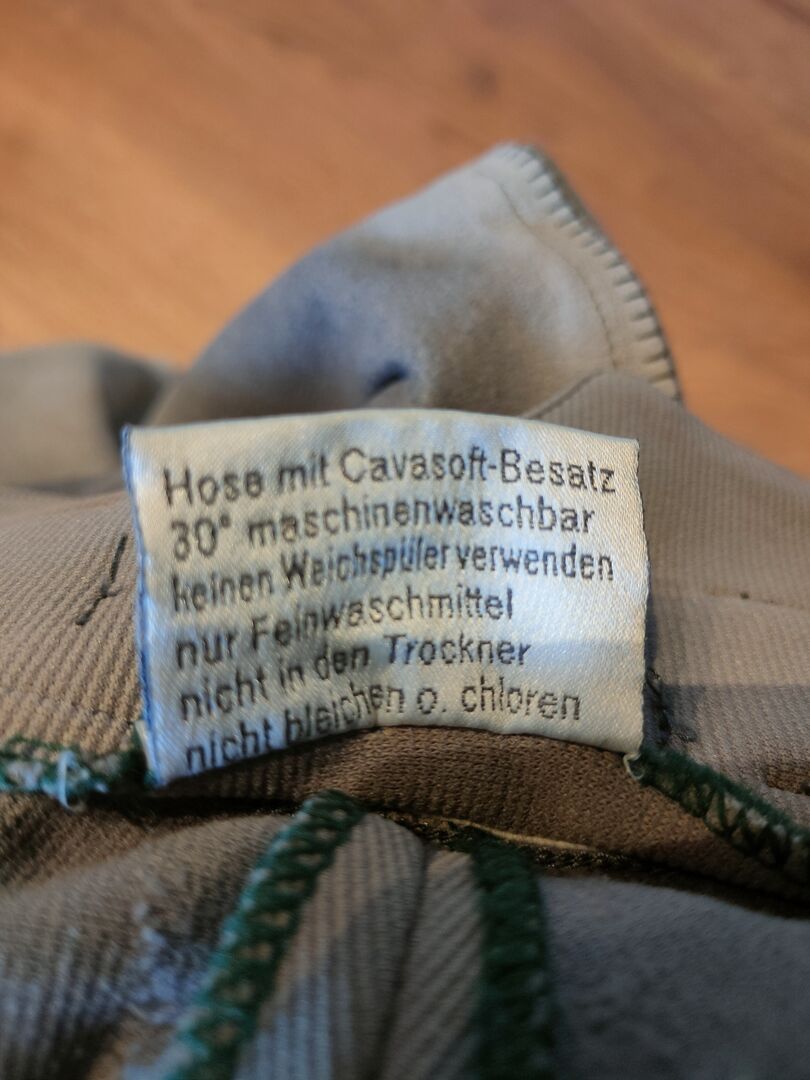 Hose mit Cavasoft-Besatz
30° maschinenwaschbar
keinen Weichspüler verwenden
nur Feinwaschmittel
nicht in den Trockner
nicht bleichen o. chloren